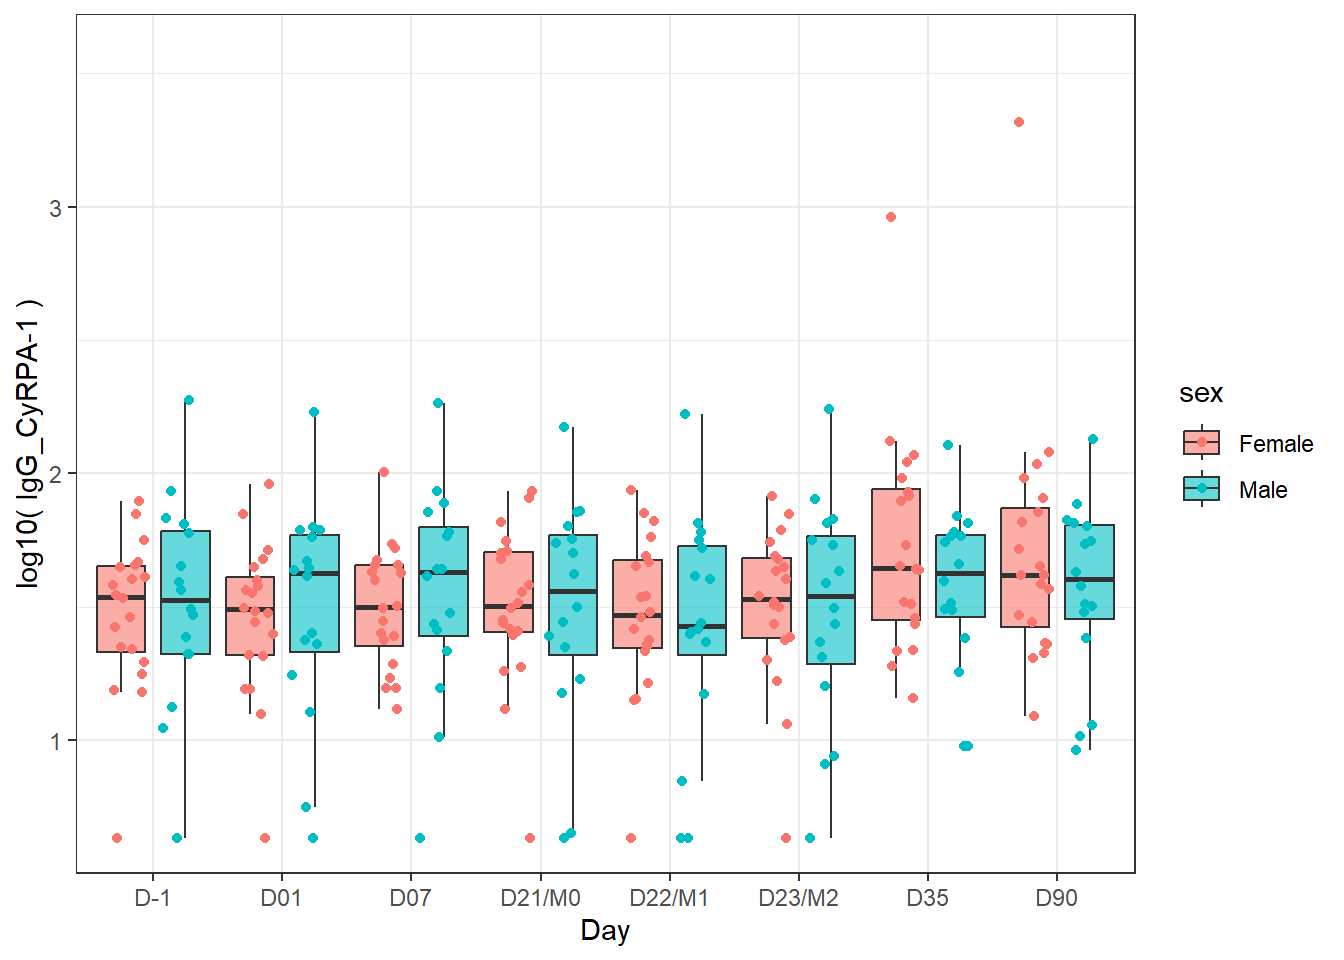 log10( IgG_CyRPA-1 )
3
2
1
D-1 D01 D07 D21/M0 D22/M1 D23/M2 D35 D90
Day
sex
Female
Male